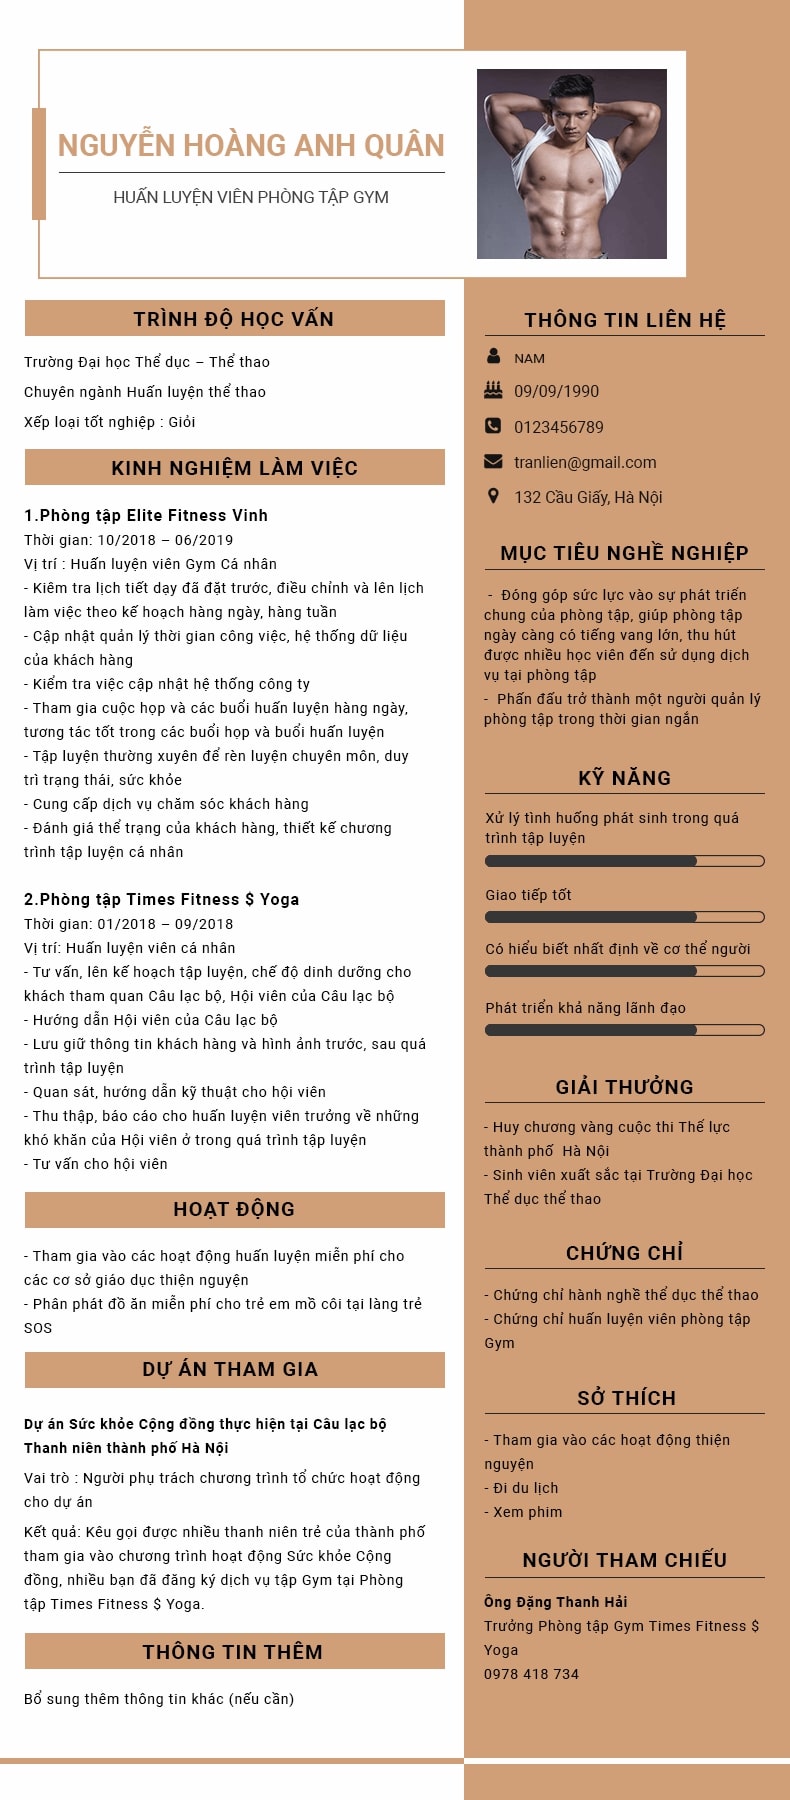 NGUYỄN HOÀNG ANH QUÂN
HUẤN LUYỆN VIÊN PHÒNG TẬP GYM
TRÌNH ĐỘ HỌC VẤN
Trường Đại học Thể dục – Thể thao
Chuyên ngành Huấn luyện thể thao
Xếp loại tốt nghiệp : Giỏi
KINH NGHIỆM LÀM VIỆC
1.Phòng tập Elite Fitness Vinh
Thời gian: 10/2018 – 06/2019
Vị trí : Huấn luyện viên Gym Cá nhân
- Kiêm tra lịch tiết dạy đã đặt trước, điều chỉnh và lên lịch
làm việc theo kế hoạch hàng ngày, hàng tuần
- Cập nhật quản lý thời gian công việc, hệ thống dữ liệu
của khách hàng
- Kiểm tra việc cập nhật hệ thống công ty
- Tham gia cuộc họp và các buổi huấn luyện hàng ngày,
tương tác tốt trong các buổi họp và buổi huấn luyện
- Tập luyện thường xuyên để rèn luyện chuyên môn, duy
trì trạng thái, sức khỏe
- Cung cấp dịch vụ chăm sóc khách hàng
- Đánh giá thể trạng của khách hàng, thiết kế chương
trình tập luyện cá nhân
2.Phòng tập Times Fitness $ Yoga
Thời gian: 01/2018 – 09/2018
Vị trí: Huấn luyện viên cá nhân
- Tư vấn, lên kế hoạch tập luyện, chế độ dinh dưỡng cho
khách tham quan Câu lạc bộ, Hội viên của Câu lạc bộ
- Hướng dẫn Hội viên của Câu lạc bộ
- Lưu giữ thông tin khách hàng và hình ảnh trước, sau quá
trình tập luyện
- Quan sát, hướng dẫn kỹ thuật cho hội viên
- Thu thập, báo cáo cho huấn luyện viên trưởng về những
khó khăn của Hội viên ở trong quá trình tập luyện
- Tư vấn cho hội viên
HOẠT ĐỘNG
- Tham gia vào các hoạt động huấn luyện miễn phí cho
các cơ sở giáo dục thiện nguyện
- Phân phát đồ ăn miễn phí cho trẻ em mồ côi tại làng trẻ
SOS
DỰ ÁN THAM GIA
Dự án Sức khỏe Cộng đồng thực hiện tại Câu lạc bộ
Thanh niên thành phố Hà Nội
Vai trò : Người phụ trách chương trình tổ chức hoạt động
cho dự án
Kết quả: Kêu gọi được nhiều thanh niên trẻ của thành phố
tham gia vào chương trình hoạt động Sức khỏe Cộng
đồng, nhiều bạn đã đăng ký dịch vụ tập Gym tại Phòng
tập Times Fitness $ Yoga.
THÔNG TIN THÊM
Bổ sung thêm thông tin khác (nếu cần)
THÔNG TIN LIÊN HỆ
NAM
09/09/1990
0123456789
tranlien@gmail.com
132 Cầu Giấy, Hà Nội
MỤC TIÊU NGHỀ NGHIỆP
- Đóng góp sức lực vào sự phát triển
chung của phòng tập, giúp phòng tập
ngày càng có tiếng vang lớn, thu hút
được nhiều học viên đến sử dụng dịch
vụ tại phòng tập
- Phấn đấu trở thành một người quản lý
phòng tập trong thời gian ngắn
KỸ NĂNG
Xử lý tình huống phát sinh trong quá
trình tập luyện
Giao tiếp tốt
Có hiểu biết nhất định về cơ thể người
Phát triển khả năng lãnh đạo
GIẢI THƯỞNG
- Huy chương vàng cuộc thi Thể lực
thành phố Hà Nội
- Sinh viên xuất sắc tại Trường Đại học
Thể dục thể thao
CHỨNG CHỈ
- Chứng chỉ hành nghề thể dục thể thao
- Chứng chỉ huấn luyện viên phòng tập
Gym
SỞ THÍCH
- Tham gia vào các hoạt động thiện
nguyện
- Đi du lịch
- Xem phim
NGƯỜI THAM CHIẾU
Ông Đặng Thanh Hải
Trưởng Phòng tập Gym Times Fitness $
Yoga
0978 418 734